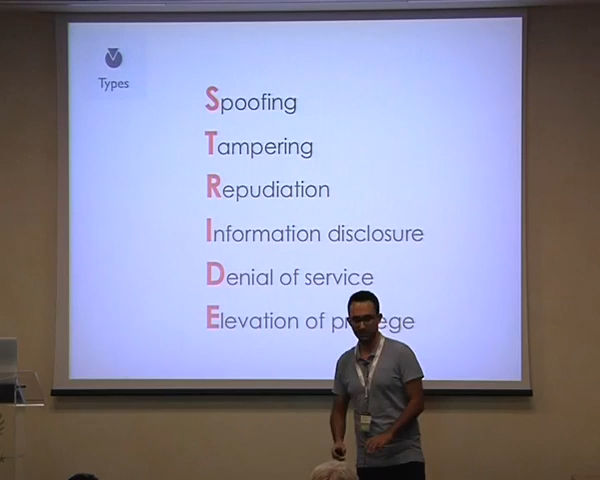 Types
Spoofing
Tampering
Repudiation
Information disclosure
Denial of service
Elevation of